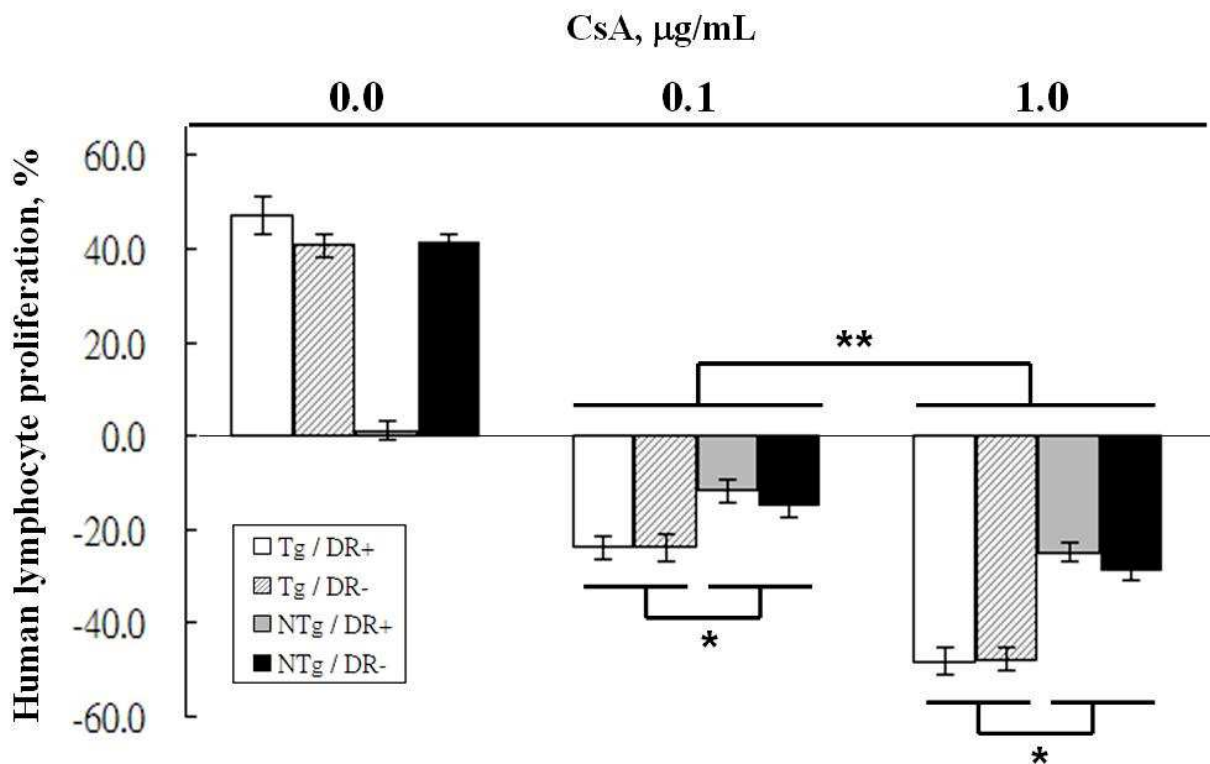 CsA, μg/mL
0.0 0.1 1.0
Human lymphocyte proliferation, %
60.0
40.0
20.0
0.0
-20.0
-40.0
-60.0
**
*
*
Tg / DR+
Tg / DR-
NTg / DR+
NTg / DR-